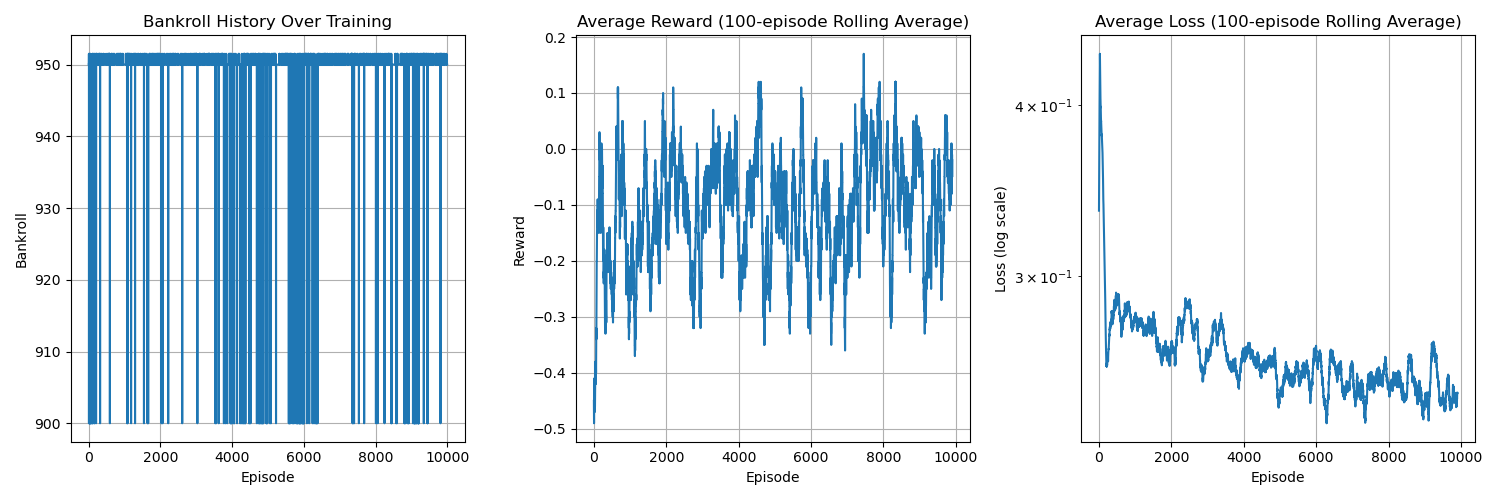 Bankroll History Over Training
950
940
930
920
910
900
Bankroll
0 2000 4000 6000 8000 10000
Episode
Average Reward (100-episode Rolling Average)
0.2
0.1
0.0
−0.1
−0.2
−0.3
−0.4
−0.5
Reward
0 2000 4000 6000 8000 10000
Episode
Average Loss (100-episode Rolling Average)
4 × 10⁻¹
3 × 10⁻¹
Loss (log scale)
0 2000 4000 6000 8000 10000
Episode